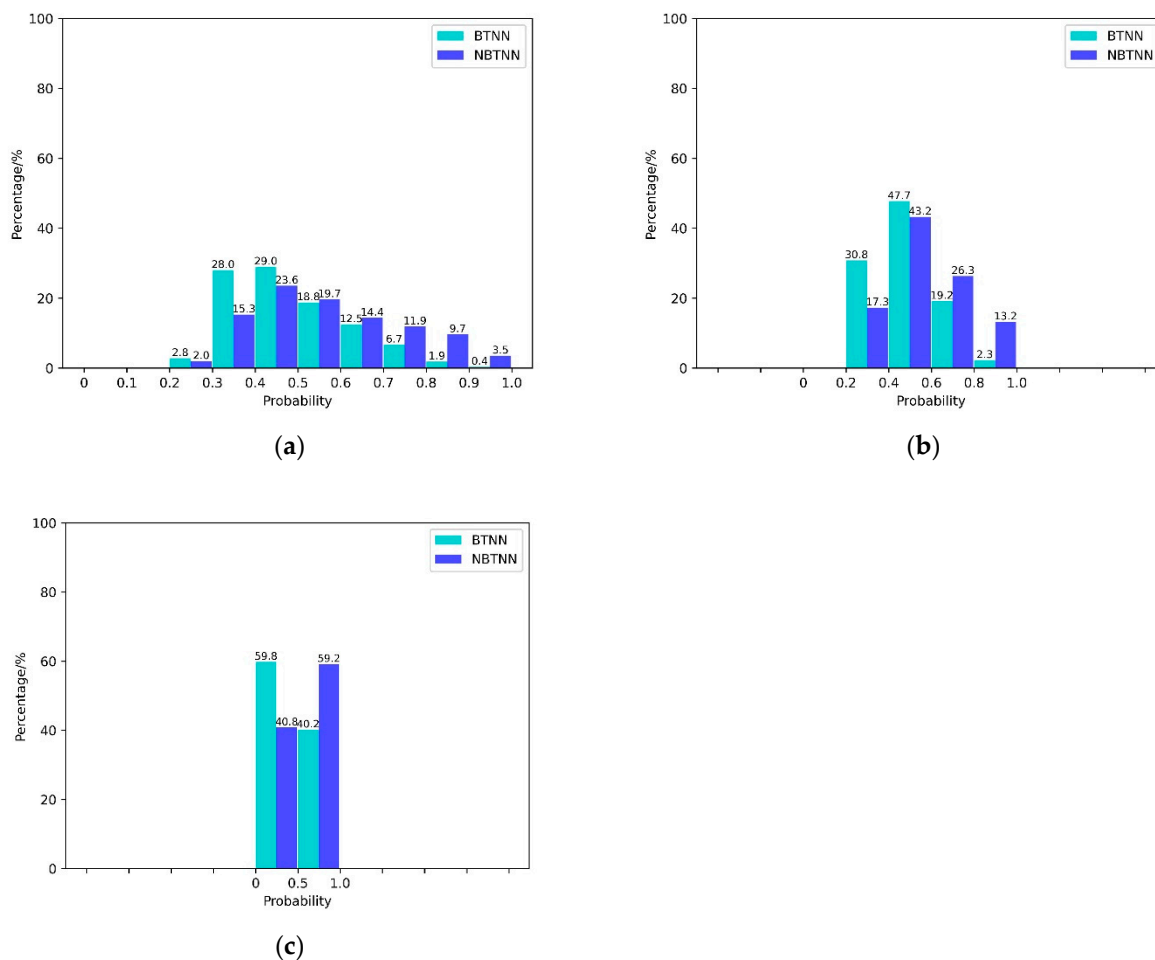 100
80
60
40
20
0
Percentage/%
BTNN
NBTNN
2.8
2.0
28.0
15.3
29.0
23.6
18.8
19.7
12.5
14.4
6.7
11.9
1.9
9.7
0.4
3.5
0 0.1 0.2 0.3 0.4 0.5 0.6 0.7 0.8 0.9 1.0
Probability
(a)
100
80
60
40
20
0
Percentage/%
BTNN
NBTNN
30.8
17.3
47.7
43.2
19.2
26.3
2.3
13.2
0 0.2 0.4 0.6 0.8 1.0
Probability
(b)
100
80
60
40
20
0
Percentage/%
BTNN
NBTNN
59.8
40.8
40.2
59.2
0 0.5 1.0
Probability
(c)